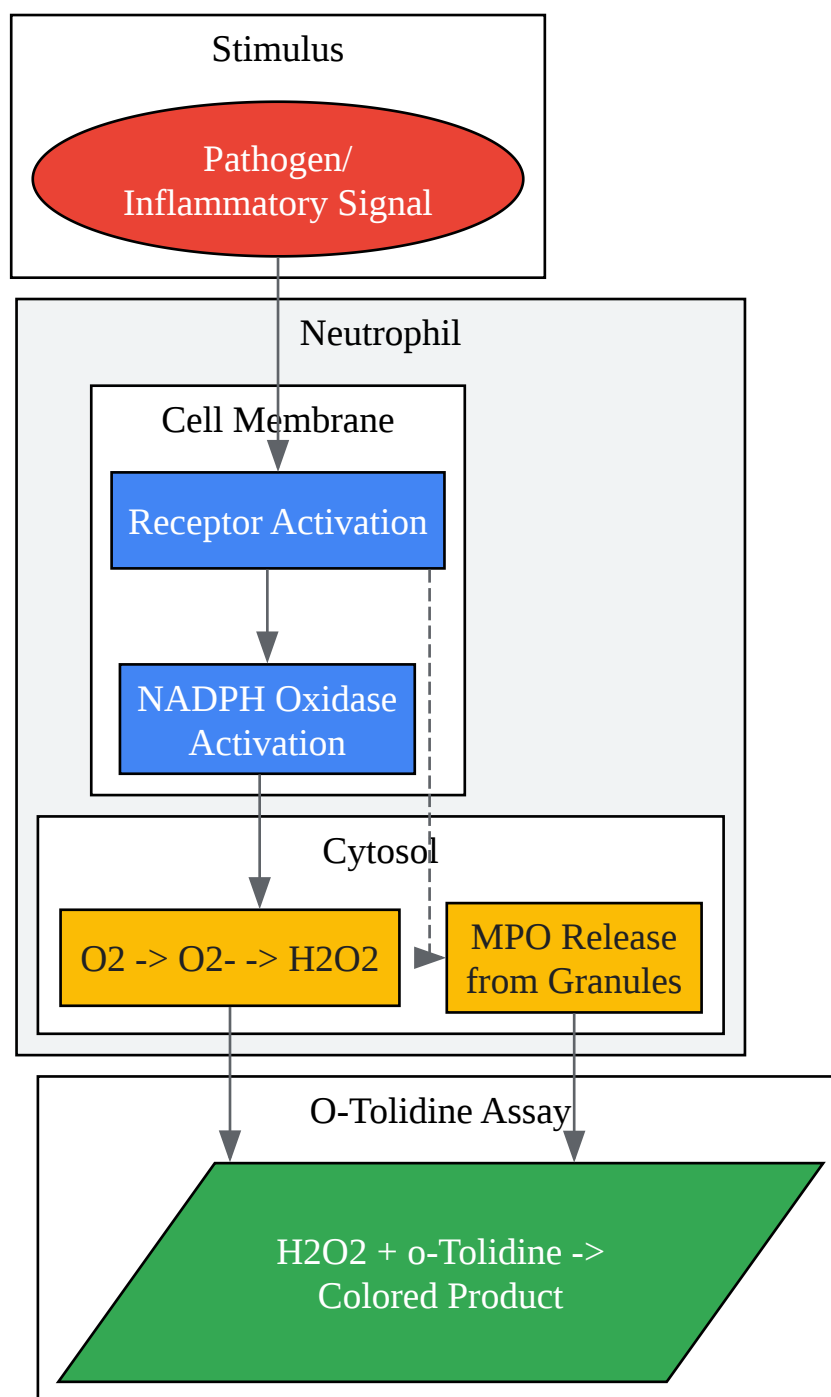 Stimulus
Pathogen/
Inflammatory Signal
Neutrophil
Cell Membrane
Receptor Activation
NADPH Oxidase
Activation
Cytosol
O2 -> O2- -> H2O2
MPO Release
from Granules
O-Tolidine Assay
H2O2 + o-Tolidine ->
Colored Product